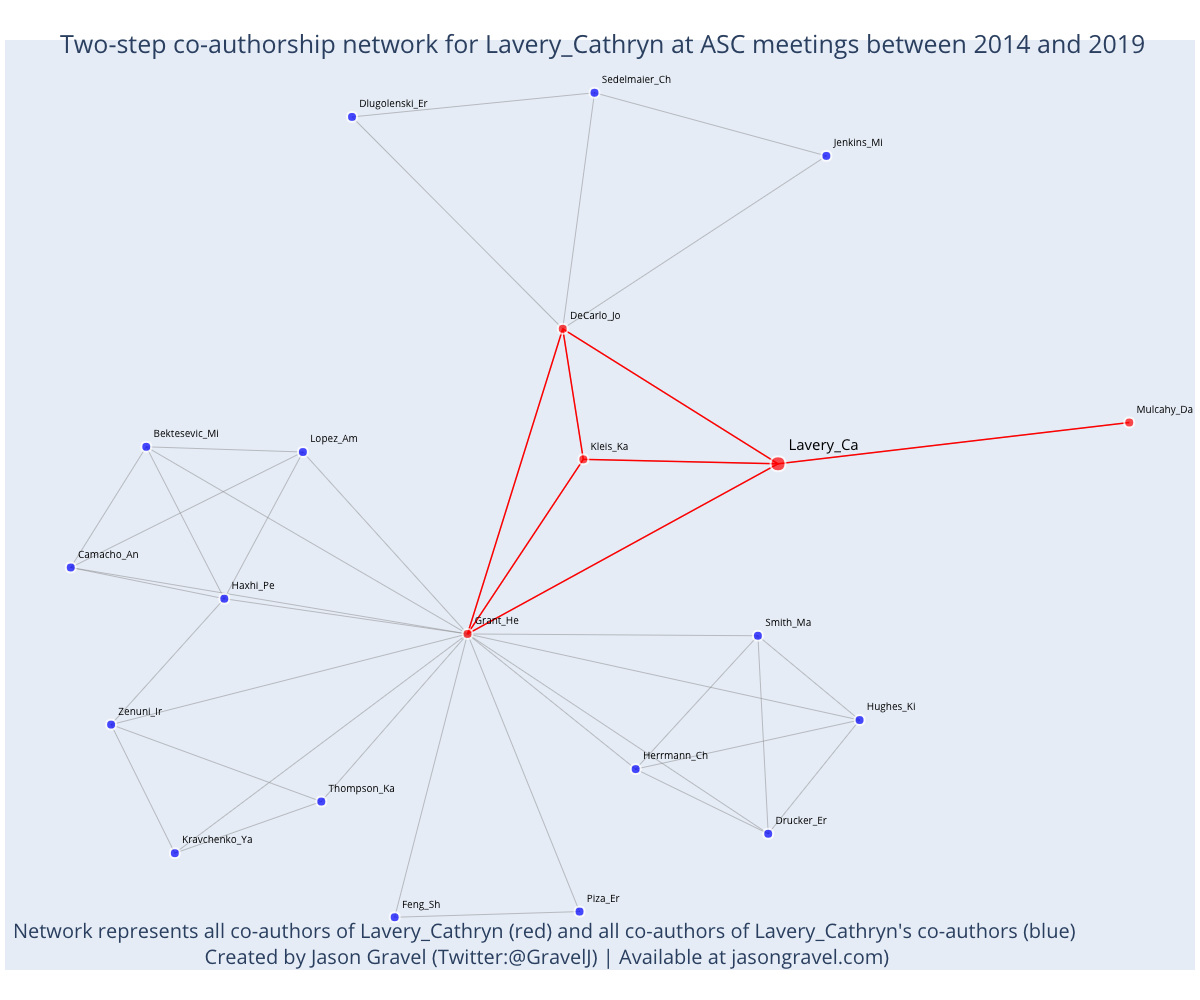 Two-step co-authorship network for Lavery_Cathryn at ASC meetings between 2014 and 2019
Sedelmaier_Ch
Dlugolenski_Er
Jenkins_Mi
DeCarlo_Jo
Mulcahy_Da
Bektesevic_Mi
Lopez_Am
Kleis_Ka
Lavery_Ca
Camacho_An
Haxhi_Pe
Grant_He
Smith_Ma
Zenuni_Ir
Hughes_Ki
Herrmann_Ch
Thompson_Ka
Drucker_Er
Kravchenko_Ya
Feng_Sh
Piza_Er
Network represents all co-authors of Lavery_Cathryn (red) and all co-authors of Lavery_Cathryn's co-authors (blue)
Created by Jason Gravel (Twitter:@GravelJ) | Available at jasongravel.com)